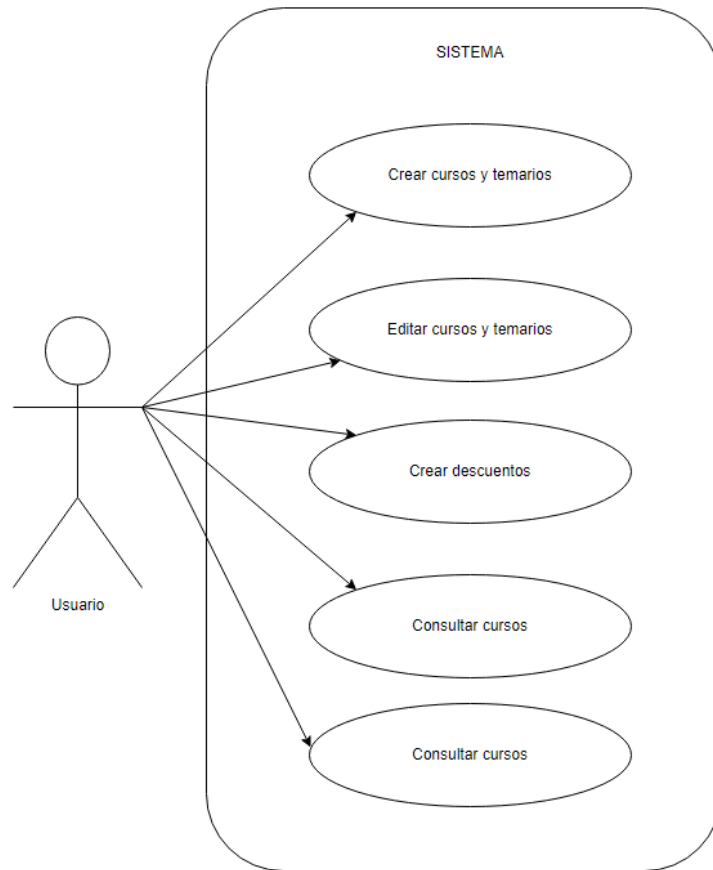 SISTEMA
Crear cursos y temarios
Editar cursos y temarios
Crear descuentos
Usuario
Consultar cursos
Consultar cursos